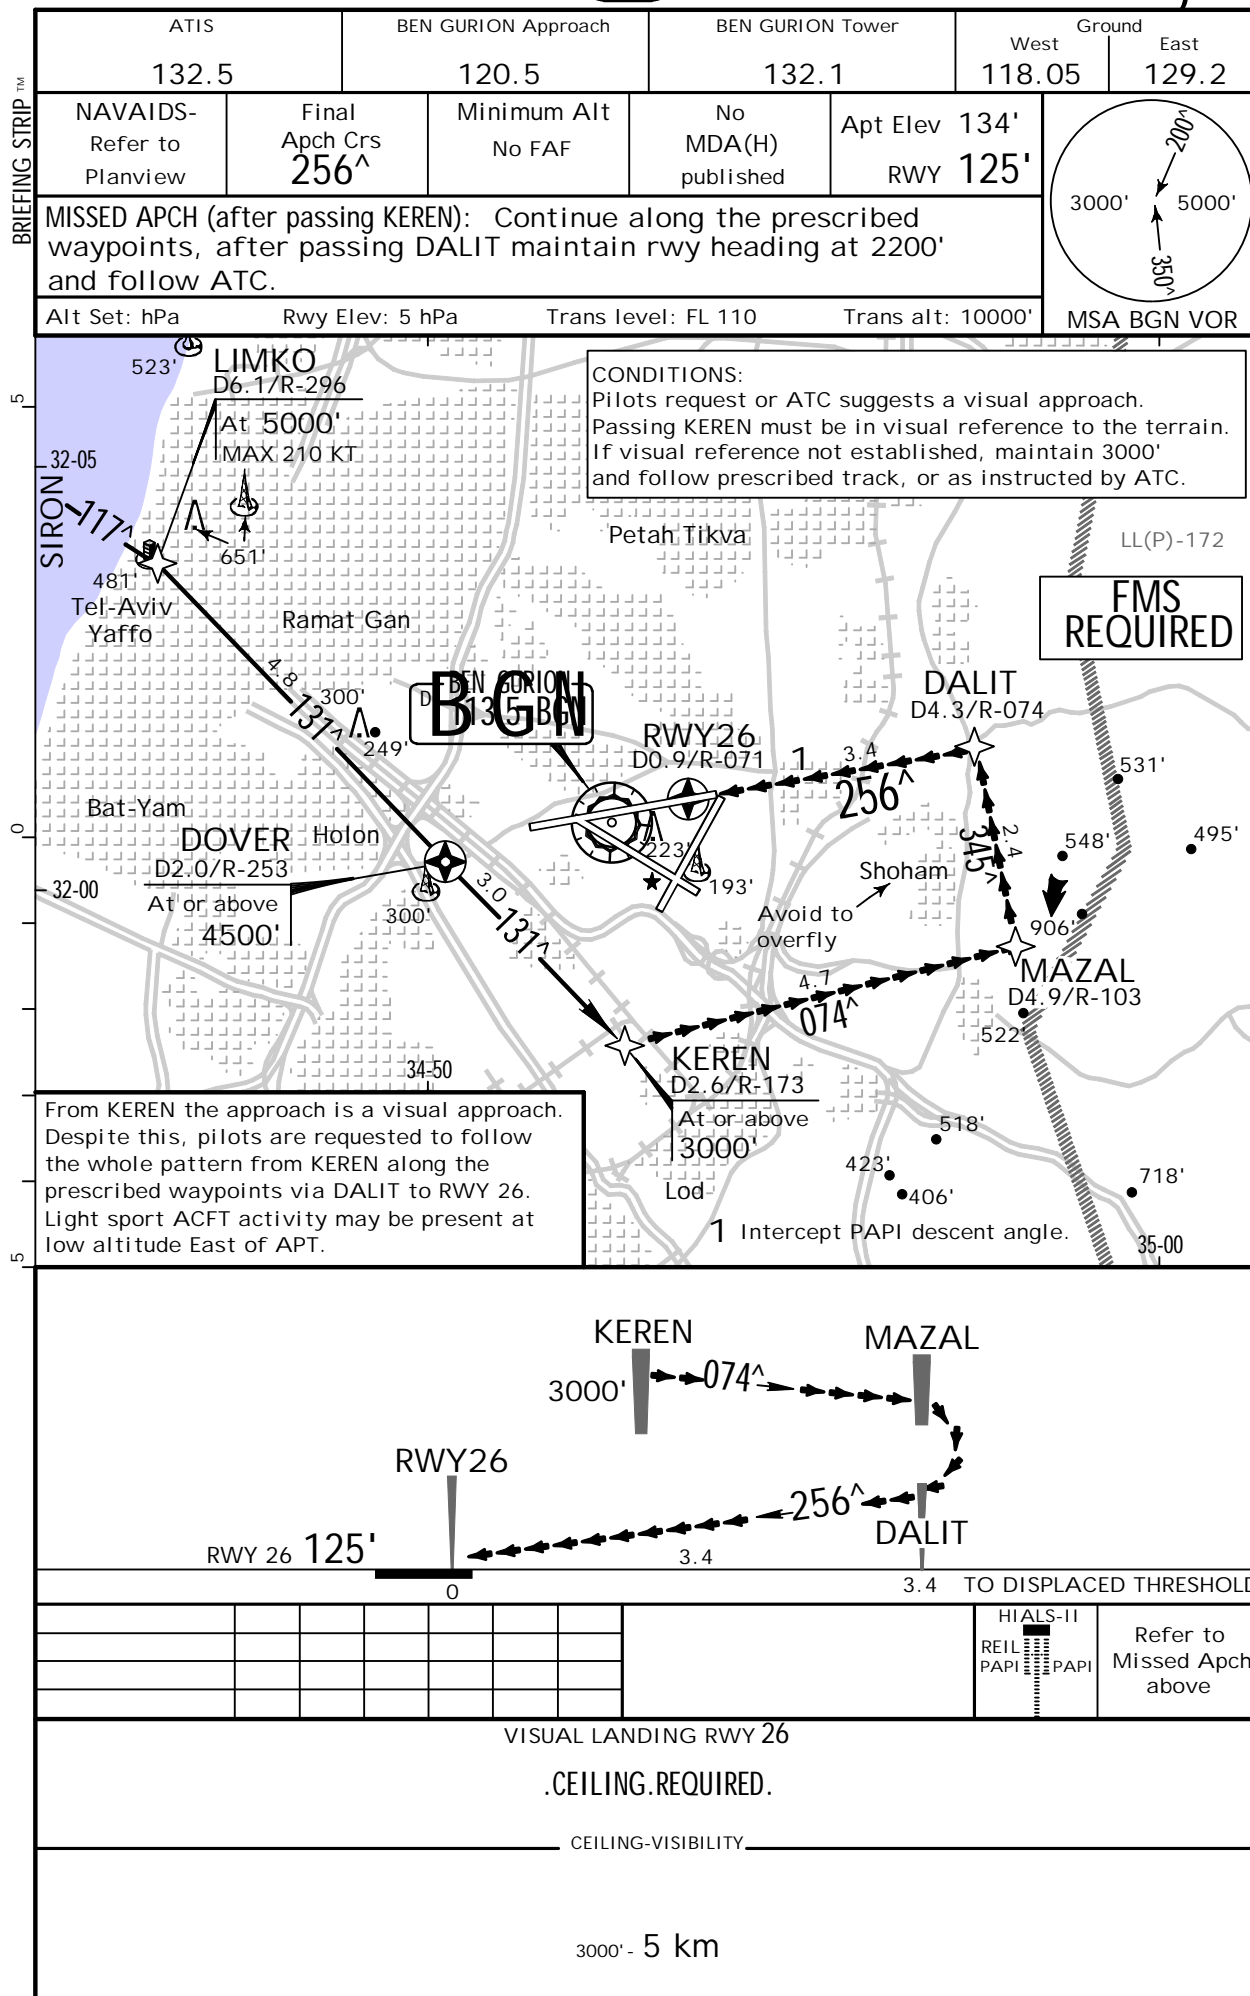 BRIEFING STRIP TM
ATIS
132.5
BEN GURION Approach
120.5
BEN GURION Tower
132.1
Ground
West
118.05
East
129.2
NAVAIDS-
Refer to
Planview
Final
Apch Crs
256^
Minimum Alt
No FAF
No
MDA(H)
published
Apt Elev 134'
RWY 125'
200^
3000' 5000'
350^
MSA BGN VOR
MISSED APCH (after passing KEREN): Continue along the prescribed
waypoints, after passing DALIT maintain rwy heading at 2200'
and follow ATC.
Alt Set: hPa Rwy Elev: 5 hPa Trans level: FL 110 Trans alt: 10000'
523'
LIMKO
D6.1/R-296
At 5000'
MAX 210 KT
CONDITIONS:
Pilots request or ATC suggests a visual approach.
Passing KEREN must be in visual reference to the terrain.
If visual reference not established, maintain 3000'
and follow prescribed track, or as instructed by ATC.
5
32-05
SIRON
117^
651'
481'
Tel-Aviv
Yaffo
Ramat Gan
Petah Tikva
LL(P)-172
FMS
REQUIRED
4.8
131^
300'
249'
BGN
D
BEN GURION
113.5 BGN
RWY26
D0.9/R-071
1
3.4
256^
DALIT
D4.3/R-074
531'
Bat-Yam
Holon
0
DOVER
D2.0/R-253
At or above
4500'
32-00
300'
3.0
131^
223'
193'
Shoham
Avoid to
overfly
345^
2.4
548'
495'
906'
MAZAL
D4.9/R-103
522'
4.7
074^
KEREN
D2.6/R-173
At or above
3000'
34-50
Lod
518'
423'
406'
718'
1 Intercept PAPI descent angle.
35-00
5
From KEREN the approach is a visual approach.
Despite this, pilots are requested to follow
the whole pattern from KEREN along the
prescribed waypoints via DALIT to RWY 26.
Light sport ACFT activity may be present at
low altitude East of APT.
KEREN
3000'
074^
MAZAL
RWY26
256^
DALIT
RWY 26 125'
3.4
0
3.4 TO DISPLACED THRESHOLD
HIALS-II
REIL
PAPI PAPI
Refer to
Missed Apch
above
VISUAL LANDING RWY 26
.CEILING.REQUIRED.
CEILING-VISIBILITY
3000' - 5 km